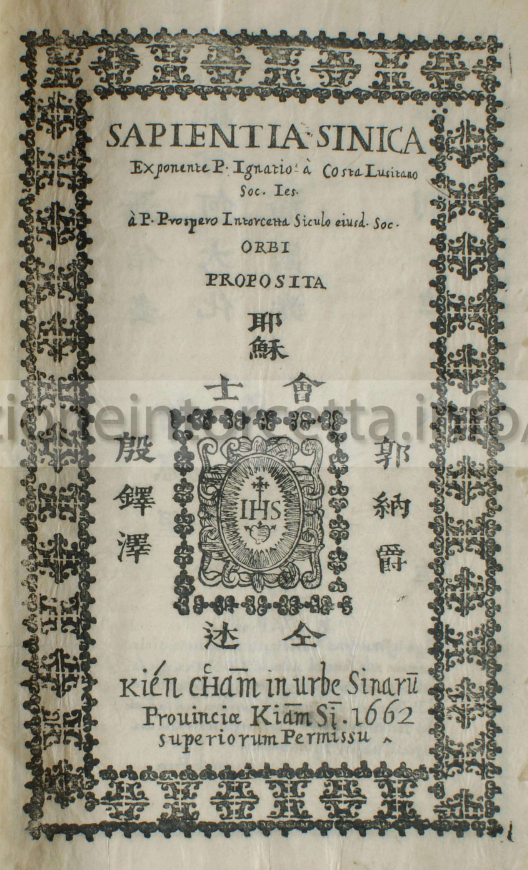 SAPIENTIA SINICA
Exponente P. Ignatio à Costa Lusitano
Soc. Ies.
à P. Prospero Intorcetta Siculo eiusd. Soc.
ORBI
PROPOSITA
耶穌
會士
郭納爵
殷鐸澤
IHS
仝述
Kién Chām in urbe Sinarū
Prouinciæ Kiām Sī. 1662
superiorum Permissu
zioneintorcetta.info/